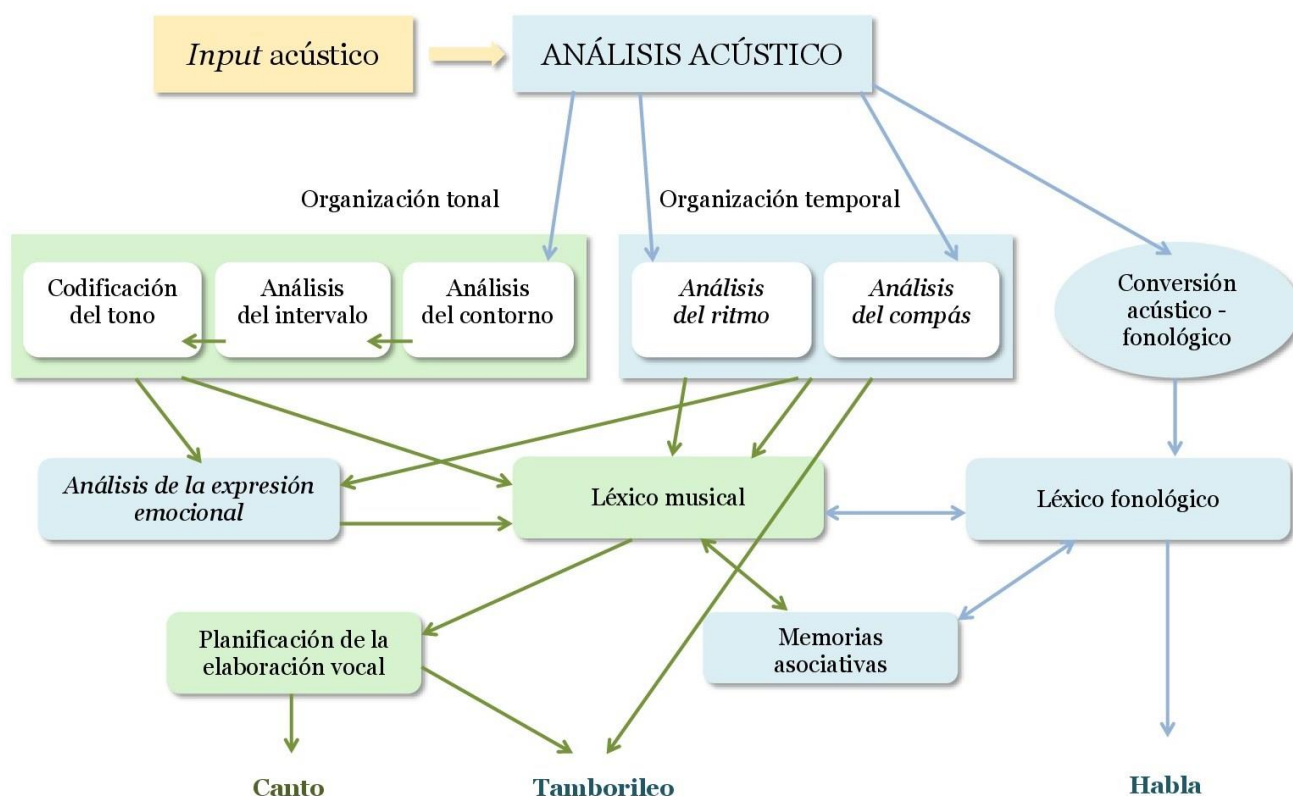 Input acústico
ANÁLISIS ACÚSTICO
Organización tonal
Organización temporal
Codificación
del tono
Análisis
del intervalo
Análisis
del contorno
Análisis
del ritmo
Análisis
del compás
Conversión
acústico -
fonológico
Análisis de la expresión
emocional
Léxico musical
Léxico fonológico
Planificación de la
elaboración vocal
Memorias
asociativas
Canto
Tamborileo
Habla